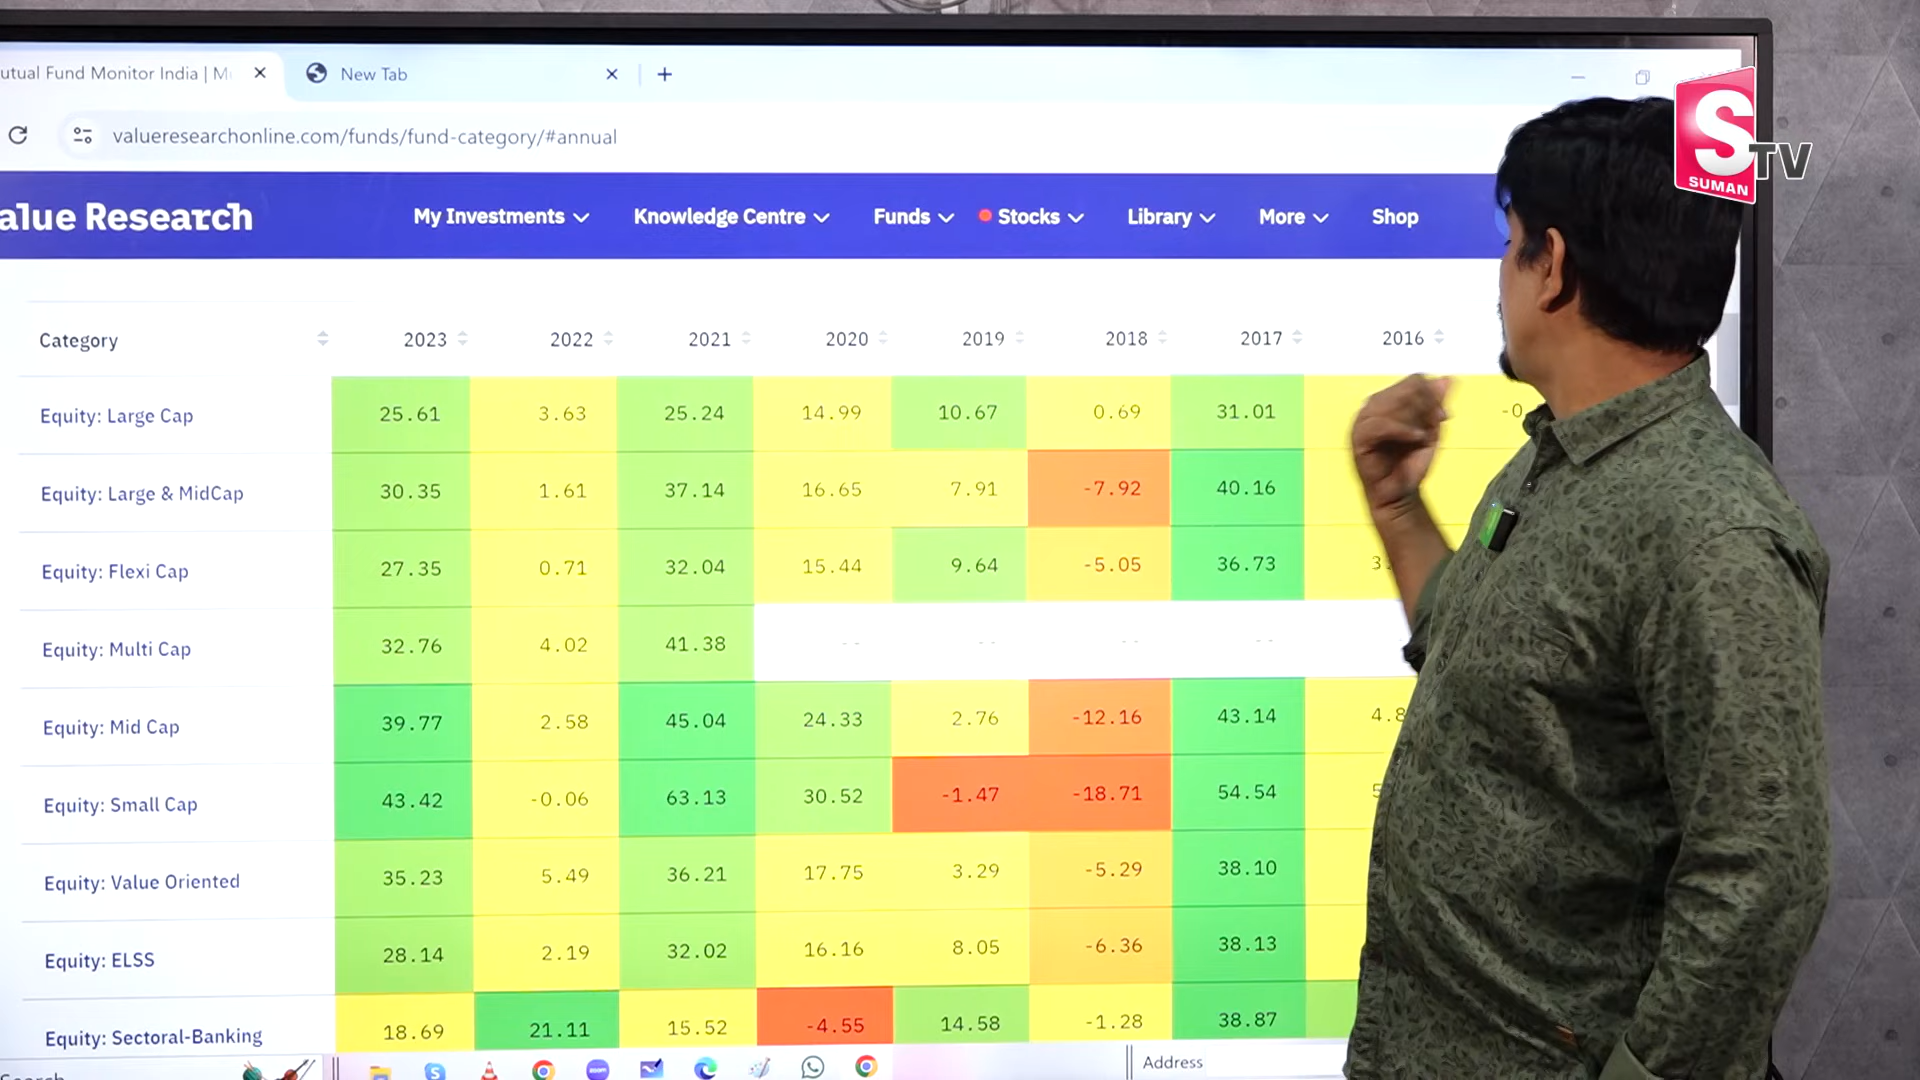 utual Fund Monitor India | M
New Tab
valueresearchonline.com/funds/fund-category/#annual
S TV
SUMAN
alue Research My Investments Knowledge Centre Funds Stocks Library More Shop
Category 2023 2022 2021 2020 2019 2018 2017 2016
Equity: Large Cap 25.61 3.63 25.24 14.99 10.67 0.69 31.01 -0
Equity: Large & MidCap 30.35 1.61 37.14 16.65 7.91 -7.92 40.16
Equity: Flexi Cap 27.35 0.71 32.04 15.44 9.64 -5.05 36.73 3.
Equity: Multi Cap 32.76 4.02 41.38 -- -- -- --
Equity: Mid Cap 39.77 2.58 45.04 24.33 2.76 -12.16 43.14 4.8
Equity: Small Cap 43.42 -0.06 63.13 30.52 -1.47 -18.71 54.54 5
Equity: Value Oriented 35.23 5.49 36.21 17.75 3.29 -5.29 38.10
Equity: ELSS 28.14 2.19 32.02 16.16 8.05 -6.36 38.13
Equity: Sectoral-Banking 18.69 21.11 15.52 -4.55 14.58 -1.28 38.87
Address